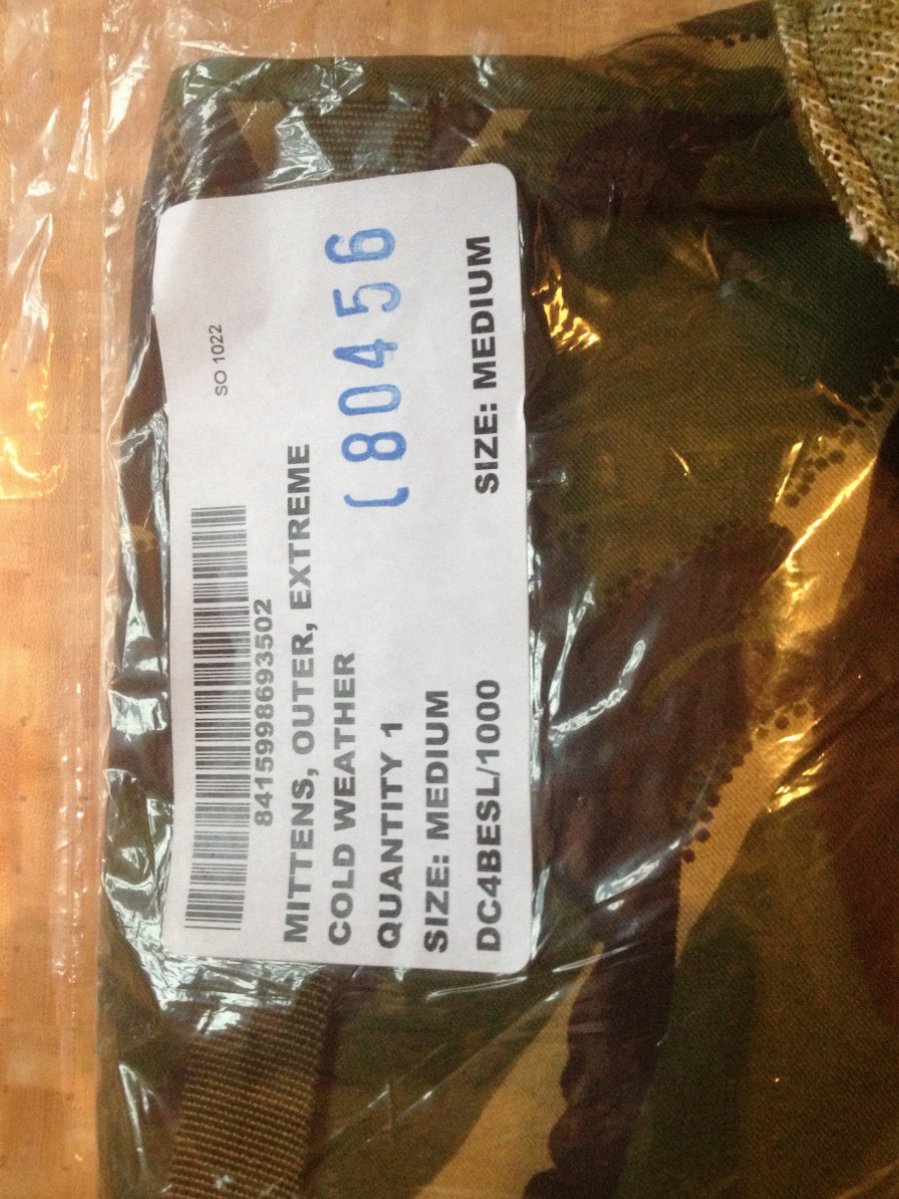 SO 1022
8415998693502
MITTENS, OUTER, EXTREME
COLD WEATHER
QUANTITY 1
SIZE: MEDIUM
(80456
DC4BESL/1000
SIZE: MEDIUM